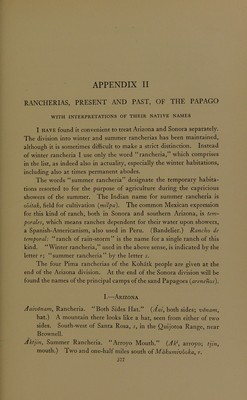 APPENDIX II
RANCHERIAS, PRESENT AND PAST, OF THE PAPAGO
WITH INTERPRETATIONS OF THEIR NATIVE NAMES
I HAVE found it convenient to treat Arizona and Sonora separately.
The division into winter and summer rancherias has been maintained,
although it is sometimes difficult to make a strict distinction. Instead
of winter rancheria I use only the word "rancheria," which comprises
in the list, as indeed also in actuality, especially the winter habitations,
including also at times permanent abodes.
The words "summer rancheria" designate the temporary habita-
tions resorted to for the purpose of agriculture during the capricious
showers of the summer. The Indian name for summer rancheria is
field for cultivation (milpa). The common Mexican expression
for this kind of ranch, both in Sonora and southern Arizona, is tem-
porales, which means ranches dependent for their water upon showers,
a Spanish-Americanism, also used in Peru. (Bandelier.) Rancho de
temporal: "ranch of rain-storm" is the name for a single ranch of this
kind. "Winter rancheria," used in the above sense, is indicated by the
letter r; "summer rancheria" by the letter s.
The four Pima rancherias of the Kohátk people are given at the
end of the Arizona division. At the end of the Sonora division will be
found the names of the principal camps of the sand Papagoes (areneños).
I.—ARIZONA
Rancheria. "Both Sides Hat." (Áai, both sides; vónam,
hat.) A mountain there looks like a hat, seen from either of two
sides. South-west of Santa Rosa, r, in the Quijotoa Range, near
Brownell.
Áktjin, Summer Rancheria. "Arroyo Mouth." (Ak', arroyo; tjin,
mouth.) Two and one-half miles south of r.
377